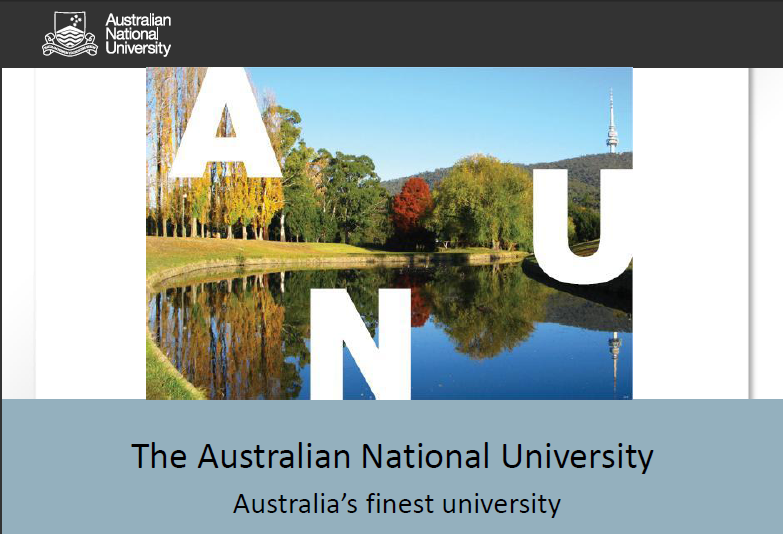 Australian
National
University
A
U
N
The Australian National University
Australia's finest university